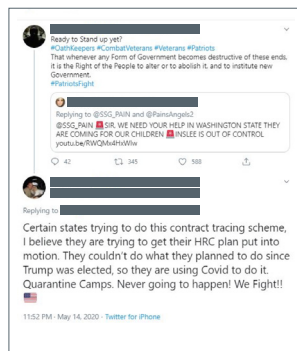 Ready to Stand up yet?
#OathKeepers #CombatVeterans #Veterans #Patriots
That whenever any Form of Government becomes destructive of these ends,
it is the Right of the People to alter or to abolish it, and to institute new
Government.
#PatriotsFight
Replying to @SSG_PAIN and @PainsAngels2
@SSG_PAIN 🚨SIR, WE NEED YOUR HELP IN WASHINGTON STATE THEY
ARE COMING FOR OUR CHILDREN 🚨INSLEE IS OUT OF CONTROL
youtu.be/RWQMx4HxWIw
42 345 588
Replying to
Certain states trying to do this contract tracing scheme,
I believe they are trying to get their HRC plan put into
motion. They couldn't do what they planned to do since
Trump was elected, so they are using Covid to do it.
Quarantine Camps. Never going to happen! We Fight!!
🇺🇸
11:52 PM · May 14, 2020 · Twitter for iPhone